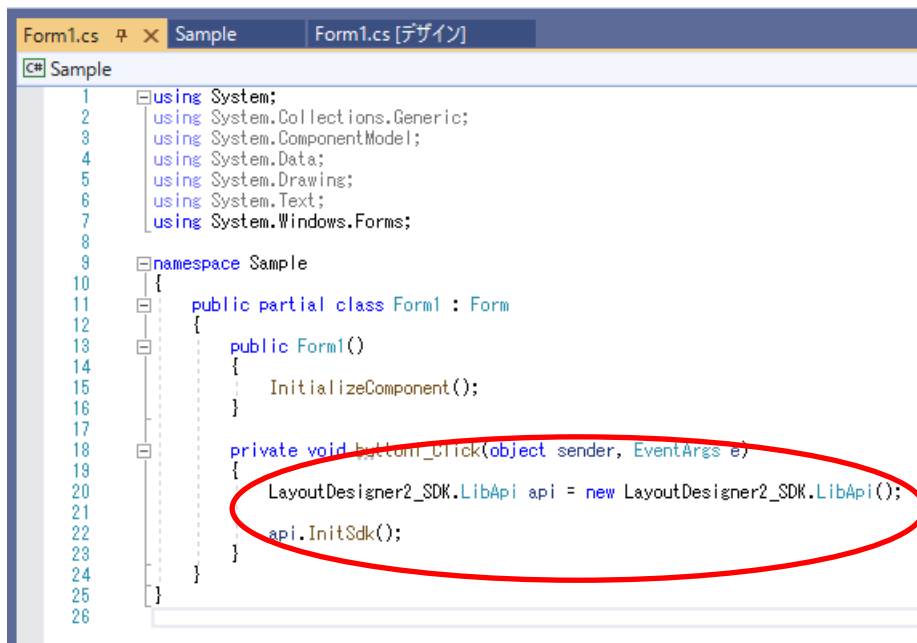 Form1.cs Sample Form1.cs [デザイン]
C# Sample
1 using System;
2 using System.Collections.Generic;
3 using System.ComponentModel;
4 using System.Data;
5 using System.Drawing;
6 using System.Text;
7 using System.Windows.Forms;
8
9 namespace Sample
10 {
11 public partial class Form1 : Form
12 {
13 public Form1()
14 {
15 InitializeComponent();
16 }
17
18 private void button1_Click(object sender, EventArgs e)
19 {
20 LayoutDesigner2_SDK.LibApi api = new LayoutDesigner2_SDK.LibApi();
21
22 api.InitSdk();
23 }
24 }
25 }
26